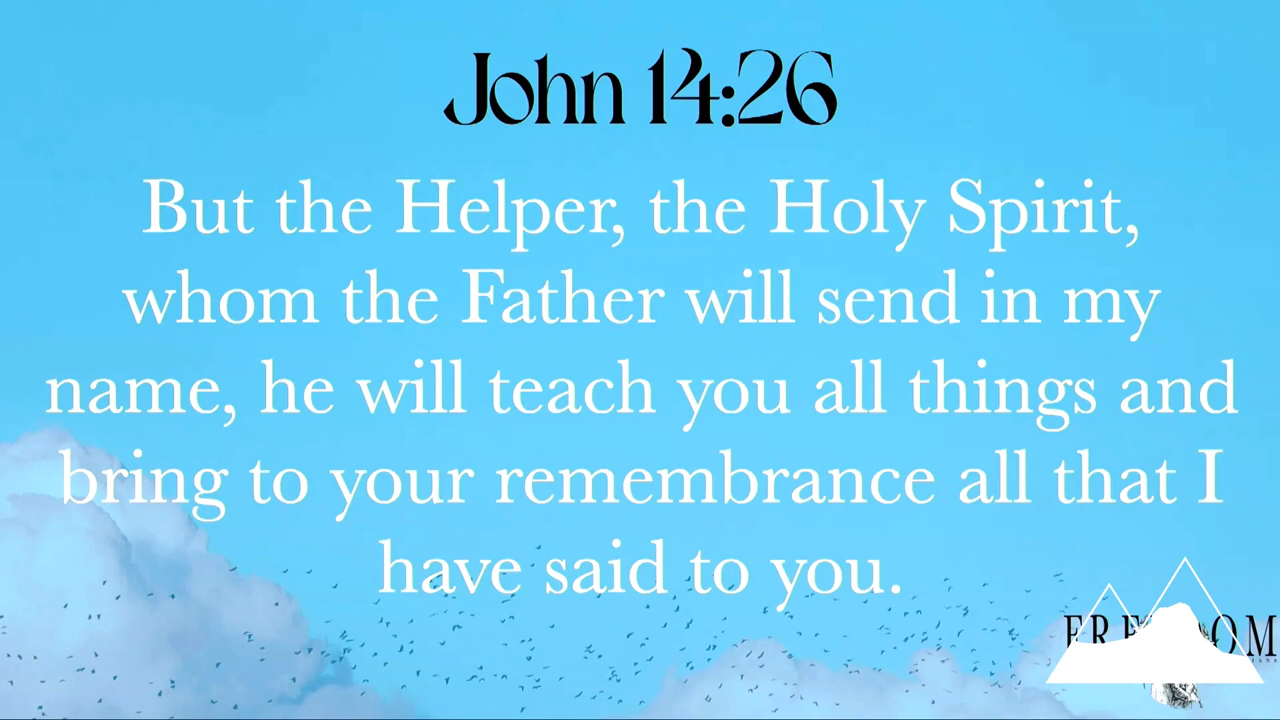 John 14:26
But the Helper, the Holy Spirit,
whom the Father will send in my
name, he will teach you all things and
bring to your remembrance all that I
have said to you.